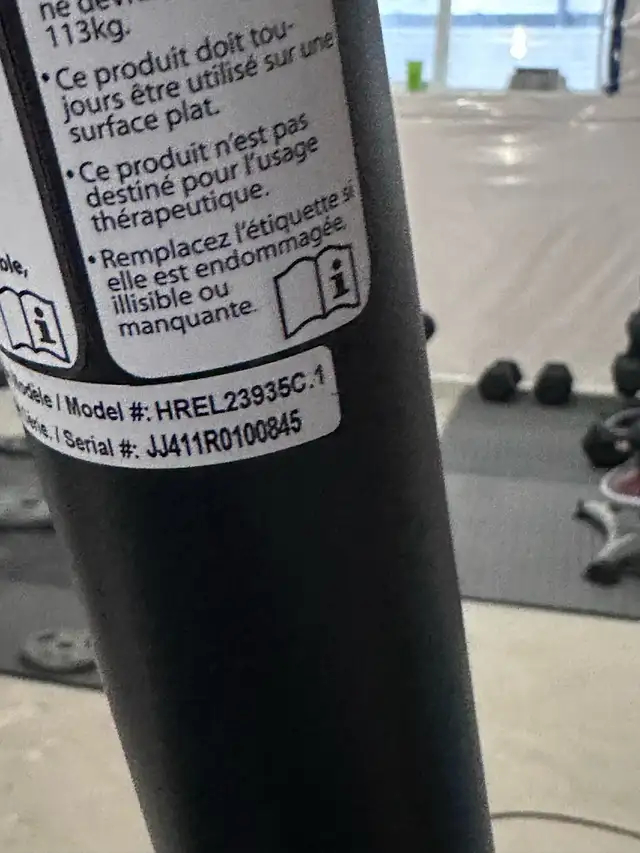 113kg.
• Ce produit doit tou-
jours être utilisé sur une
surface plat.
• Ce produit n'est pas
destiné pour l'usage
thérapeutique.
• Remplacez l'étiquette si
elle est endommagée,
illisible ou
manquante.
Modèle / Model #: HREL23935C.1
/ Serial #: JJ411R0100845